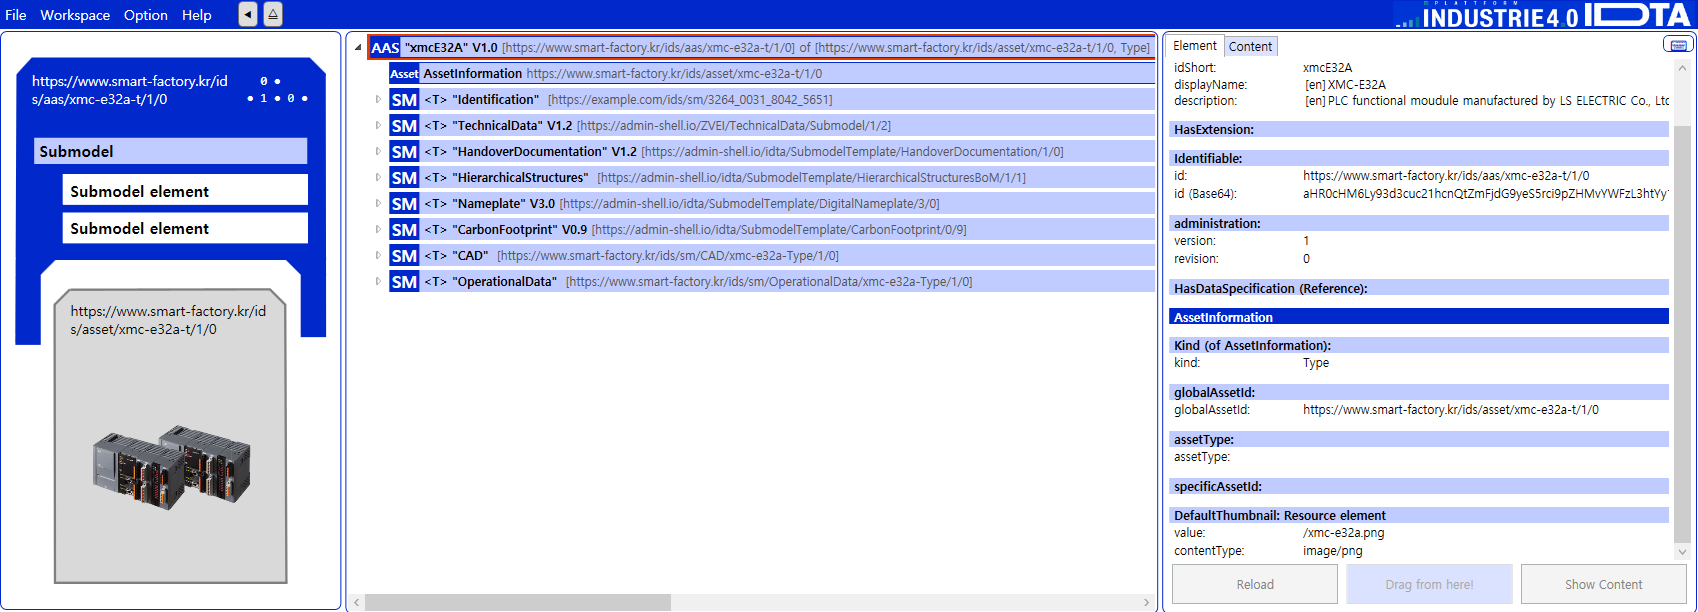 File Workspace Option Help
PLATTFORM
INDUSTRIE4.0 IDTA
https://www.smart-factory.kr/id
s/aas/xmc-e32a-t/1/0
0 •
• 1 • 0 •
Submodel
Submodel element
Submodel element
https://www.smart-factory.kr/id
s/asset/xmc-e32a-t/1/0
AAS "xmcE32A" V1.0 [https://www.smart-factory.kr/ids/aas/xmc-e32a-t/1/0] of [https://www.smart-factory.kr/ids/asset/xmc-e32a-t/1/0, Type]
Asset AssetInformation https://www.smart-factory.kr/ids/asset/xmc-e32a-t/1/0
SM <T> "Identification" [https://example.com/ids/sm/3264_0031_8042_5651]
SM <T> "TechnicalData" V1.2 [https://admin-shell.io/ZVEI/TechnicalData/Submodel/1/2]
SM <T> "HandoverDocumentation" V1.2 [https://admin-shell.io/idta/SubmodelTemplate/HandoverDocumentation/1/0]
SM <T> "HierarchicalStructures" [https://admin-shell.io/idta/SubmodelTemplate/HierarchicalStructuresBoM/1/1]
SM <T> "Nameplate" V3.0 [https://admin-shell.io/idta/SubmodelTemplate/DigitalNameplate/3/0]
SM <T> "CarbonFootprint" V0.9 [https://admin-shell.io/idta/SubmodelTemplate/CarbonFootprint/0/9]
SM <T> "CAD" [https://www.smart-factory.kr/ids/sm/CAD/xmc-e32a-Type/1/0]
SM <T> "OperationalData" [https://www.smart-factory.kr/ids/sm/OperationalData/xmc-e32a-Type/1/0]
Element Content
idShort: xmcE32A
displayName: [en] XMC-E32A
description: [en] PLC functional moudule manufactured by LS ELECTRIC Co., Ltd
HasExtension:
Identifiable:
id: https://www.smart-factory.kr/ids/aas/xmc-e32a-t/1/0
id (Base64): aHR0cHM6Ly93d3cuc21hcnQtZmFjdG9yeS5rci9pZHMvYWFzL3htYy
administration:
version: 1
revision: 0
HasDataSpecification (Reference):
AssetInformation
Kind (of AssetInformation):
kind: Type
globalAssetId:
globalAssetId: https://www.smart-factory.kr/ids/asset/xmc-e32a-t/1/0
assetType:
assetType:
specificAssetId:
DefaultThumbnail: Resource element
value: /xmc-e32a.png
contentType: image/png
Reload Drag from here! Show Content